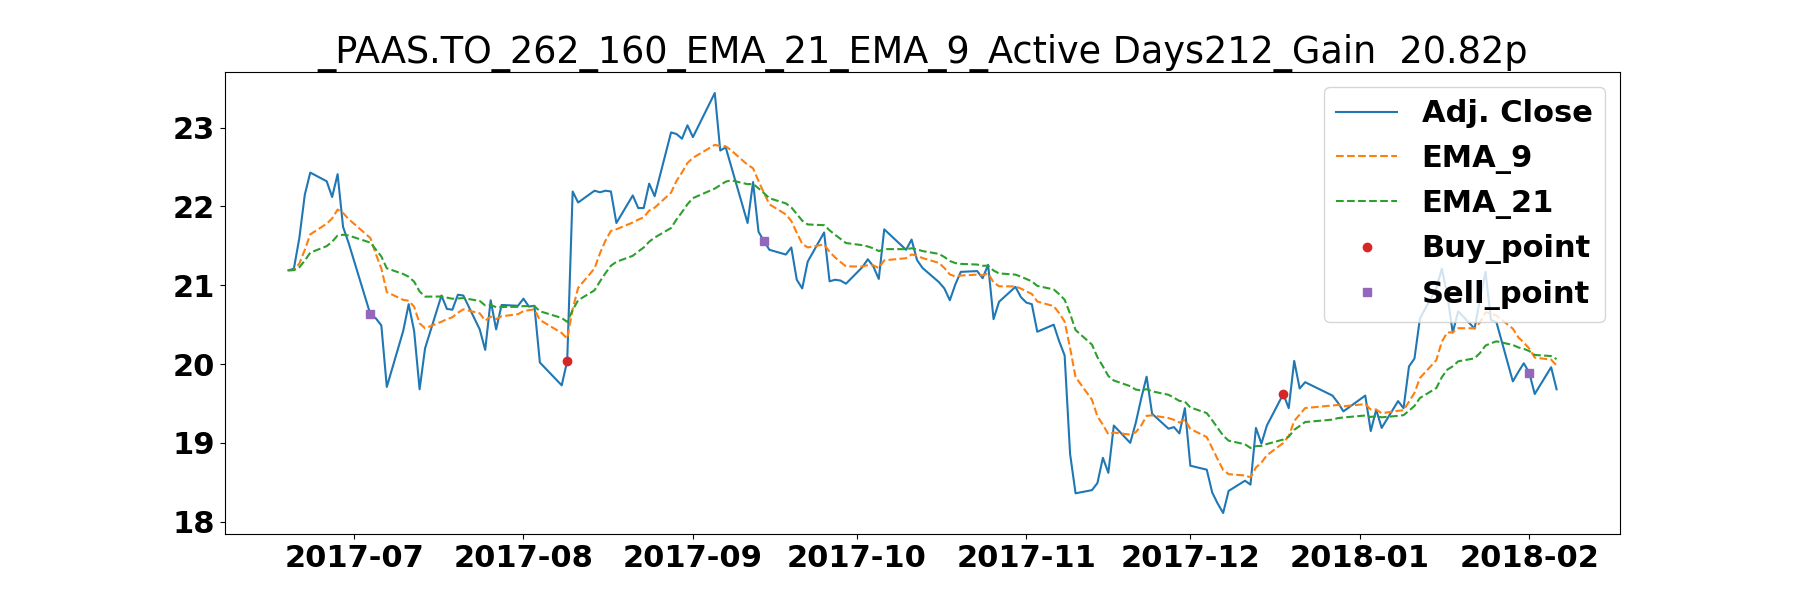 _PAAS.TO_262_160_EMA_21_EMA_9_Active Days212_Gain  20.82p
Adj. Close
EMA_9
EMA_21
Buy_point
Sell_point
23
22
21
20
19
18
2017-07 2017-08 2017-09 2017-10 2017-11 2017-12 2018-01 2018-02